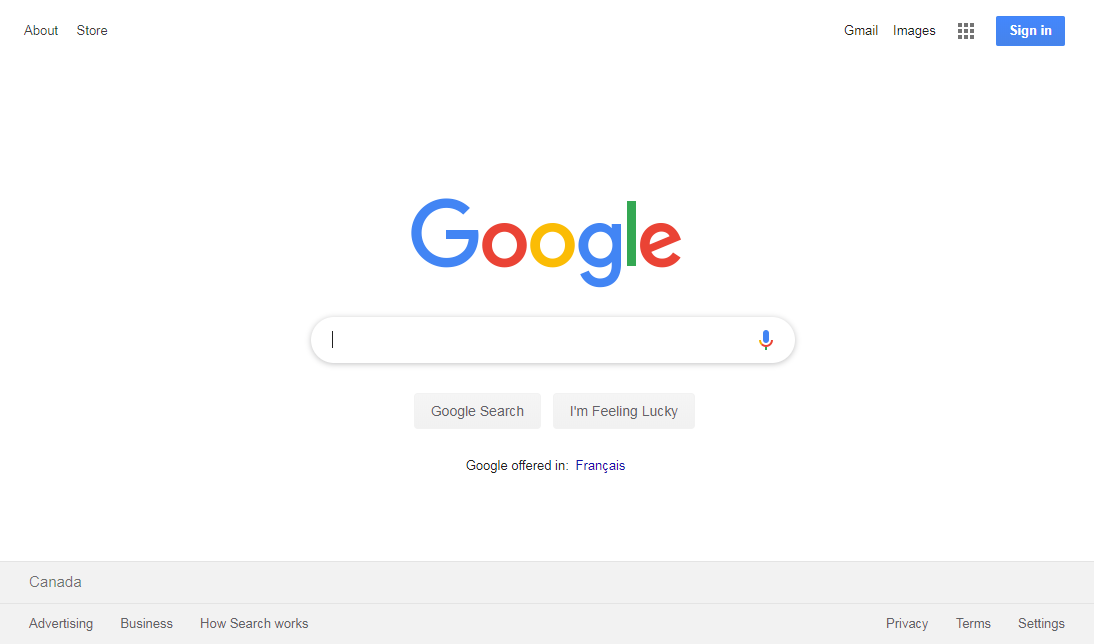 About Store Gmail Images Sign in
Google
Google Search I'm Feeling Lucky
Google offered in: Français
Canada
Advertising Business How Search works Privacy Terms Settings